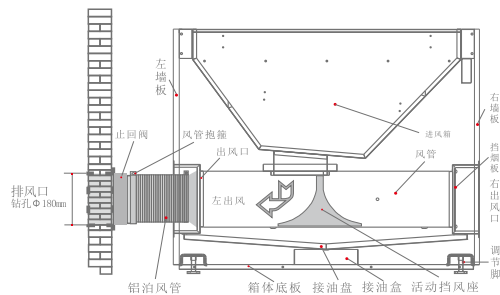 左墙板
右墙板
止回阀
风管抱箍
出风口
进风箱
挡烟板
风管
右出风口
排风口
钻孔Φ180mm
左出风
调节脚
铝泊风管
箱体底板
接油盘
接油盒
活动挡风座